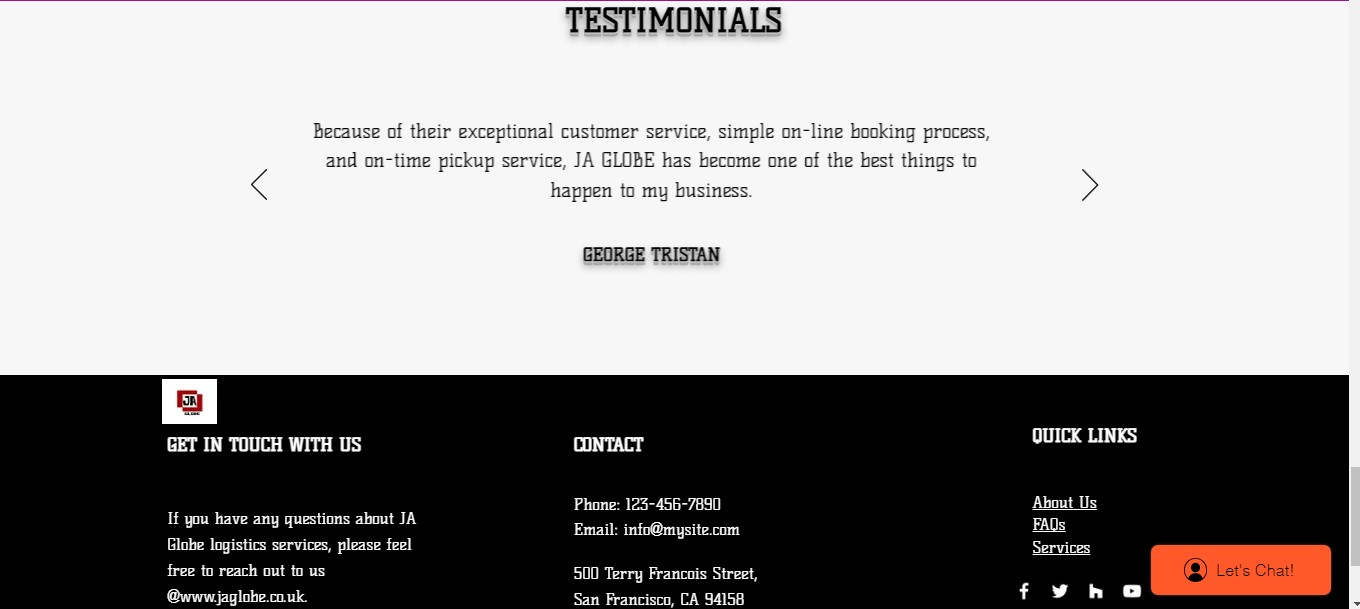 TESTIMONIALS
Because of their exceptional customer service, simple on-line booking process,
and on-time pickup service, JA GLOBE has become one of the best things to
happen to my business.
GEORGE TRISTAN
JA
GLOBE
GET IN TOUCH WITH US
If you have any questions about JA
Globe logistics services, please feel
free to reach out to us
@www.jaglobe.co.uk.
CONTACT
Phone: 123-456-7890
Email: info@mysite.com
500 Terry Francois Street,
San Francisco, CA 94158
QUICK LINKS
About Us
FAQs
Services
Let's Chat!